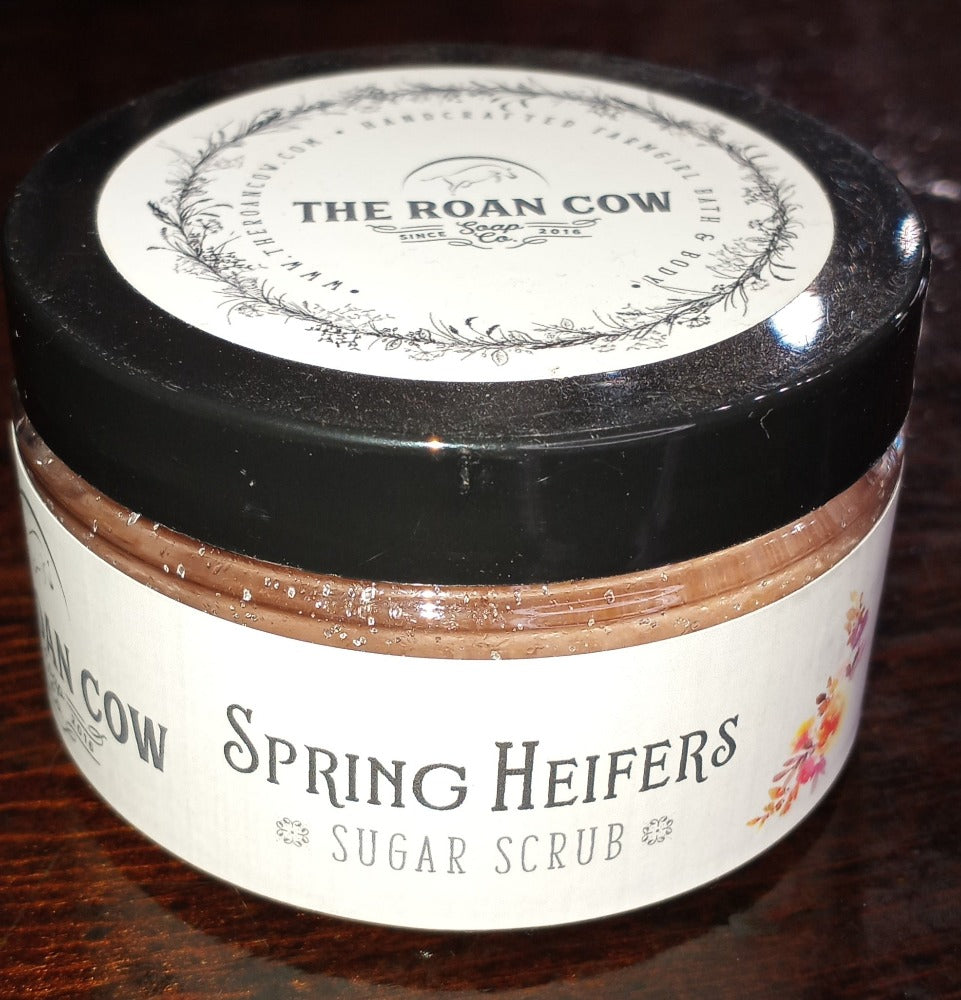 WWW.THEROANCOW.COM • HANDCRAFTED FARMGIRL BATH & BODY •
THE ROAN COW
Soap
SINCE 2016
Co.
AN COW
2016
SPRING HEIFERS
SUGAR SCRUB